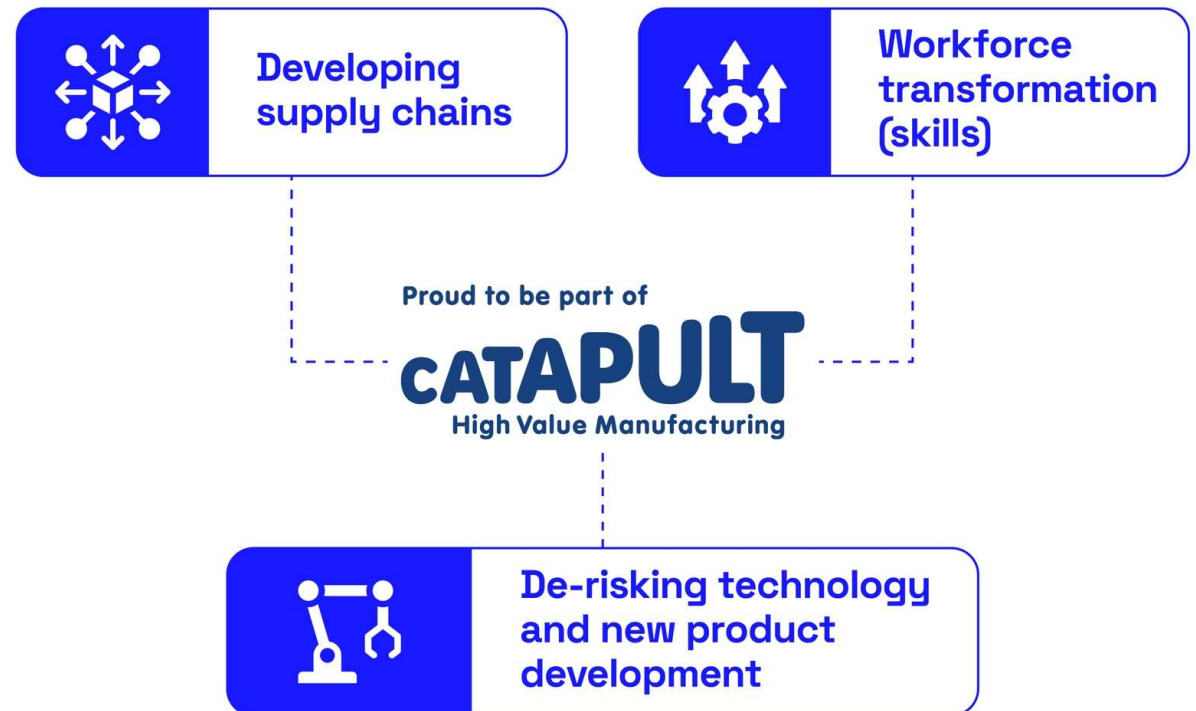 Developing
supply chains
Workforce
transformation
(skills)
Proud to be part of
CATAPULT
High Value Manufacturing
De-risking technology
and new product
development